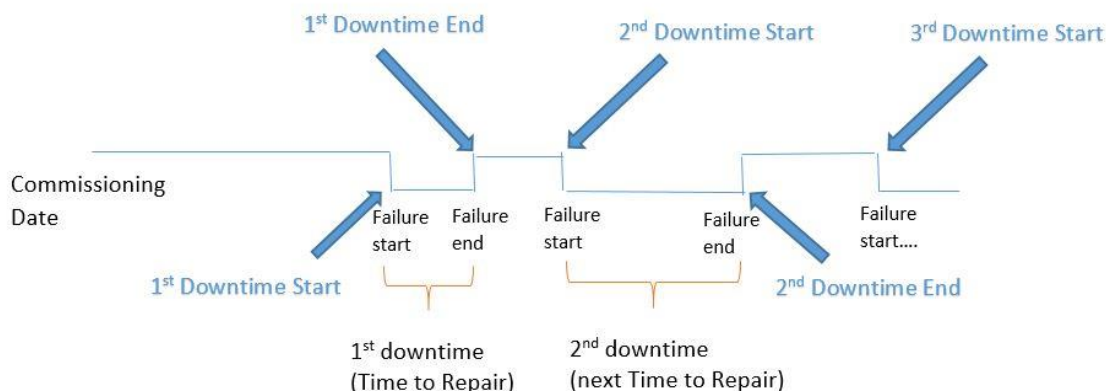 1st Downtime End
2nd Downtime Start
3rd Downtime Start
Commissioning
Date
Failure
start
Failure
end
Failure
start
Failure
end
Failure
start....
1st Downtime Start
2nd Downtime End
1st downtime
(Time to Repair)
2nd downtime
(next Time to Repair)